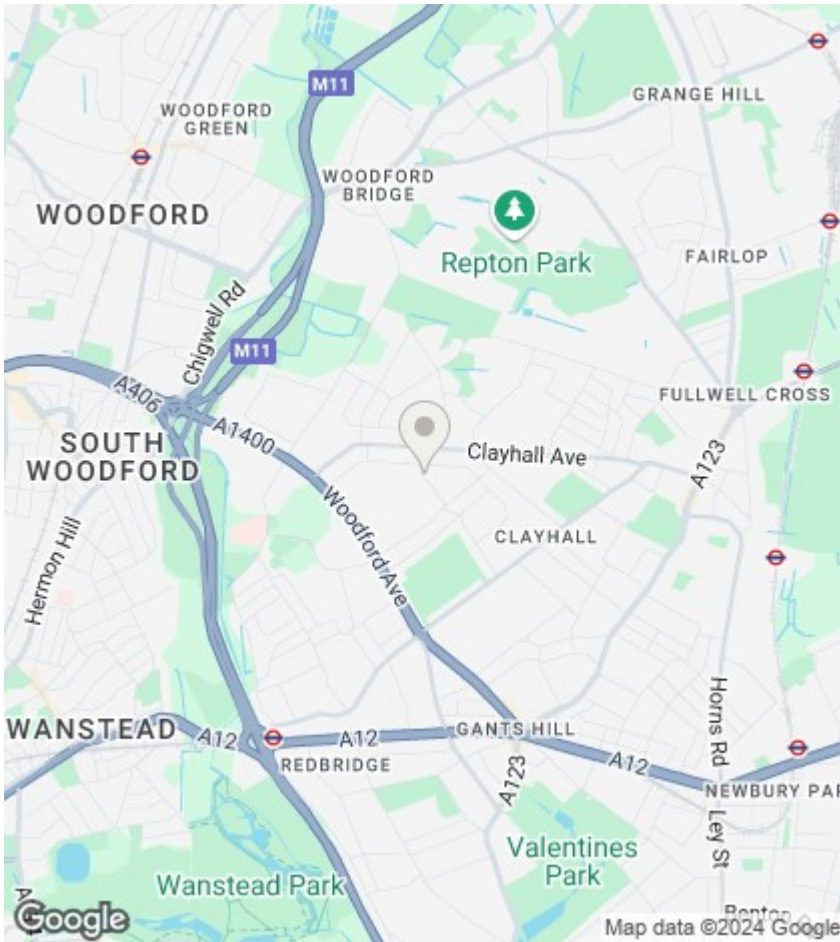 M11
GRANGE HILL
WOODFORD
GREEN
WOODFORD
BRIDGE
WOODFORD
Repton Park
FAIRLOP
Chigwell Rd
M11
A406
FULLWELL CROSS
A1400
SOUTH
WOODFORD
Clayhall Ave
A123
Woodford Ave
CLAYHALL
Hermon Hill
WANSTEAD
A12
A12
GANTS HILL
Horns Rd
REDBRIDGE
A123
A12
NEWBURY PAR
Ley St
Valentines
Park
Wanstead Park
Google
Map data ©2024 Google